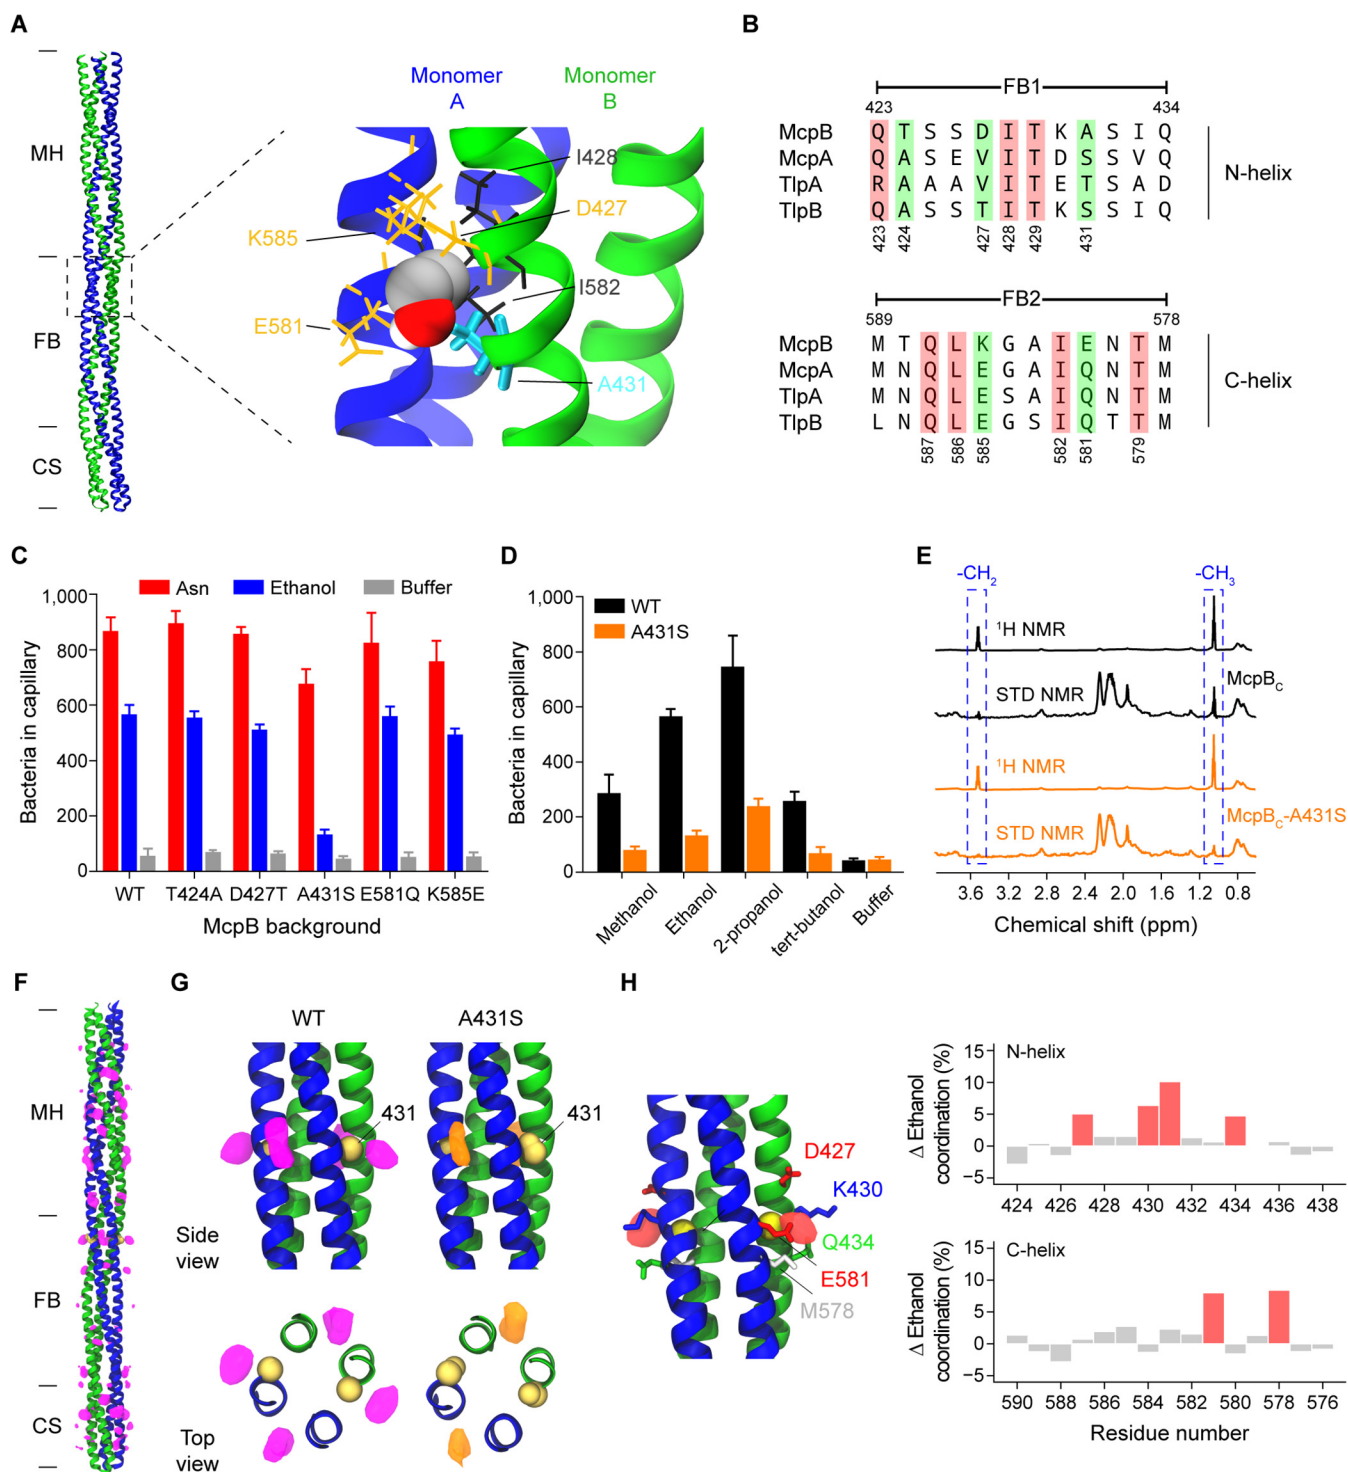 A
MH
FB
CS
Monomer A
Monomer B
I428
D427
K585
I582
E581
A431
B
FB1
423 434
McpB Q T S S D I T K A S I Q
McpA Q A S E V I T D S S V Q
TlpA R A A A V I T E T S A D
TlpB Q A S S T I T K S S I Q
423 424 427 428 429 431
N-helix
FB2
589 578
McpB M T Q L K G A I E N T M
McpA M N Q L E G A I Q N T M
TlpA M N Q L E S A I Q N T M
TlpB L N Q L E G S I Q T T M
587 586 585 582 581 579
C-helix
C
Asn Ethanol Buffer
Bacteria in capillary
1,000
800
600
400
200
0
WT T424A D427T A431S E581Q K585E
McpB background
D
WT
A431S
Bacteria in capillary
1,000
800
600
400
200
0
Methanol Ethanol 2-propanol tert-butanol Buffer
E
-CH₂ -CH₃
¹H NMR
McpB_C
STD NMR
¹H NMR
McpB_C-A431S
STD NMR
3.6 3.2 2.8 2.4 2.0 1.6 1.2 0.8
Chemical shift (ppm)
F
MH
FB
CS
G
WT A431S
431 431
Side view
Top view
H
D427
K430
Q434
E581
M578
N-helix
Δ Ethanol coordination (%)
15
10
5
0
−5
424 426 428 430 432 434 436 438
C-helix
Δ Ethanol coordination (%)
15
10
5
0
−5
590 588 586 584 582 580 578 576
Residue number